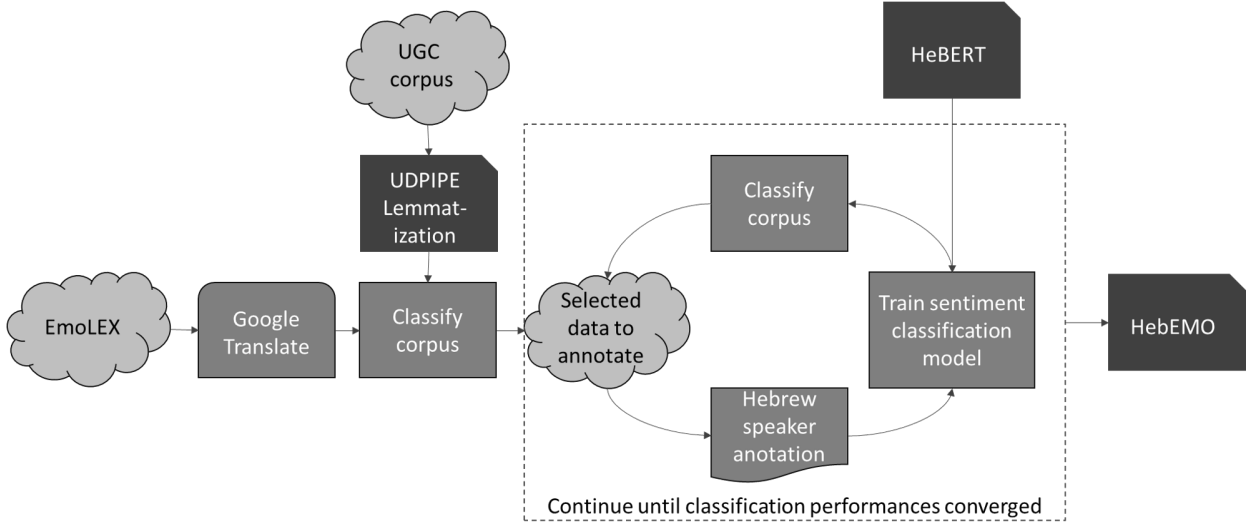 UGC
corpus
HeBERT
UDPIPE
Lemmat-
ization
Classify
corpus
EmoLEX
Google
Translate
Classify
corpus
Selected
data to
annotate
Train sentiment
classification
model
HebEMO
Hebrew
speaker
anotation
Continue until classification performances converged